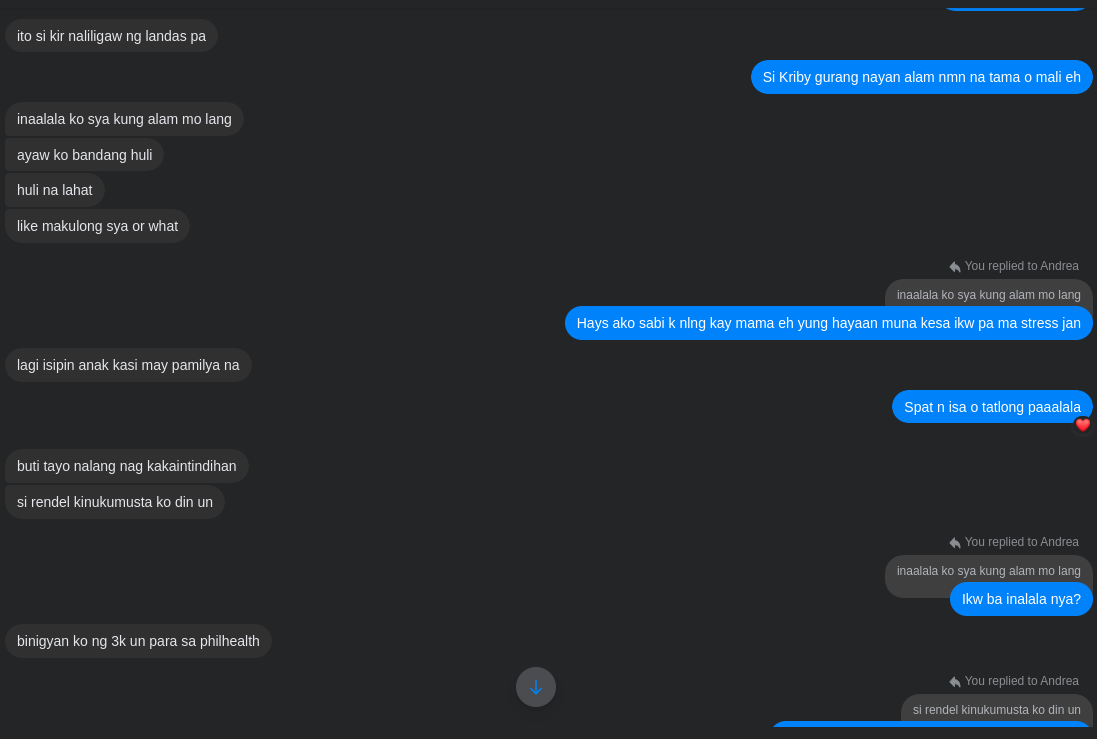 ito si kir naliligaw ng landas pa
Si Kriby gurang nayan alam nmn na tama o mali eh
inaalala ko sya kung alam mo lang
ayaw ko bandang huli
huli na lahat
like makulong sya or what
You replied to Andrea
inaalala ko sya kung alam mo lang
Hays ako sabi k nlng kay mama eh yung hayaan muna kesa ikw pa ma stress jan
lagi isipin anak kasi may pamilya na
Spat n isa o tatlong paaalala
buti tayo nalang nag kakaintindihan
si rendel kinukumusta ko din un
You replied to Andrea
inaalala ko sya kung alam mo lang
Ikw ba inalala nya?
binigyan ko ng 3k un para sa philhealth
You replied to Andrea
si rendel kinukumusta ko din un